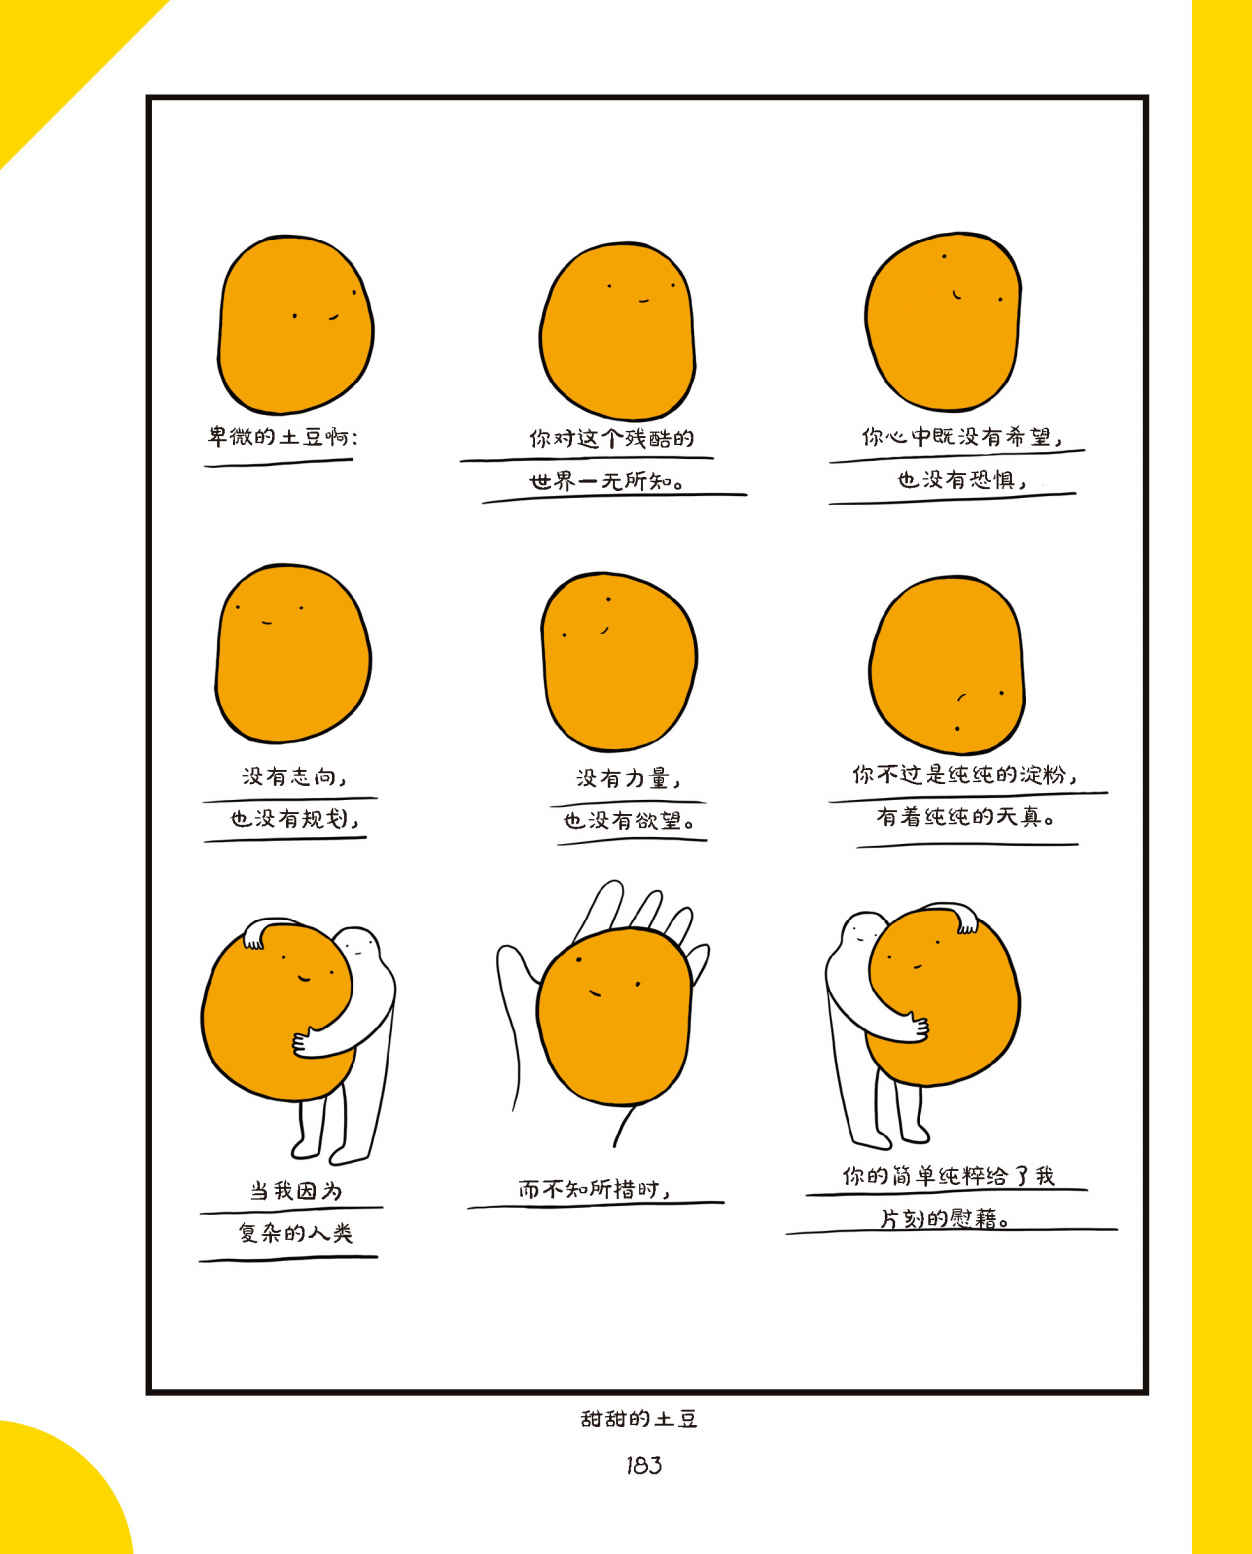 卑微的土豆啊：
你对这个残酷的
世界一无所知。
你心中既没有希望，
也没有恐惧，
没有志向，
也没有规划，
没有力量，
也没有欲望。
你不过是纯纯的淀粉，
有着纯纯的天真。
当我因为
复杂的人类
而不知所措时，
你的简单纯粹给了我
片刻的慰藉。
甜甜的土豆
183